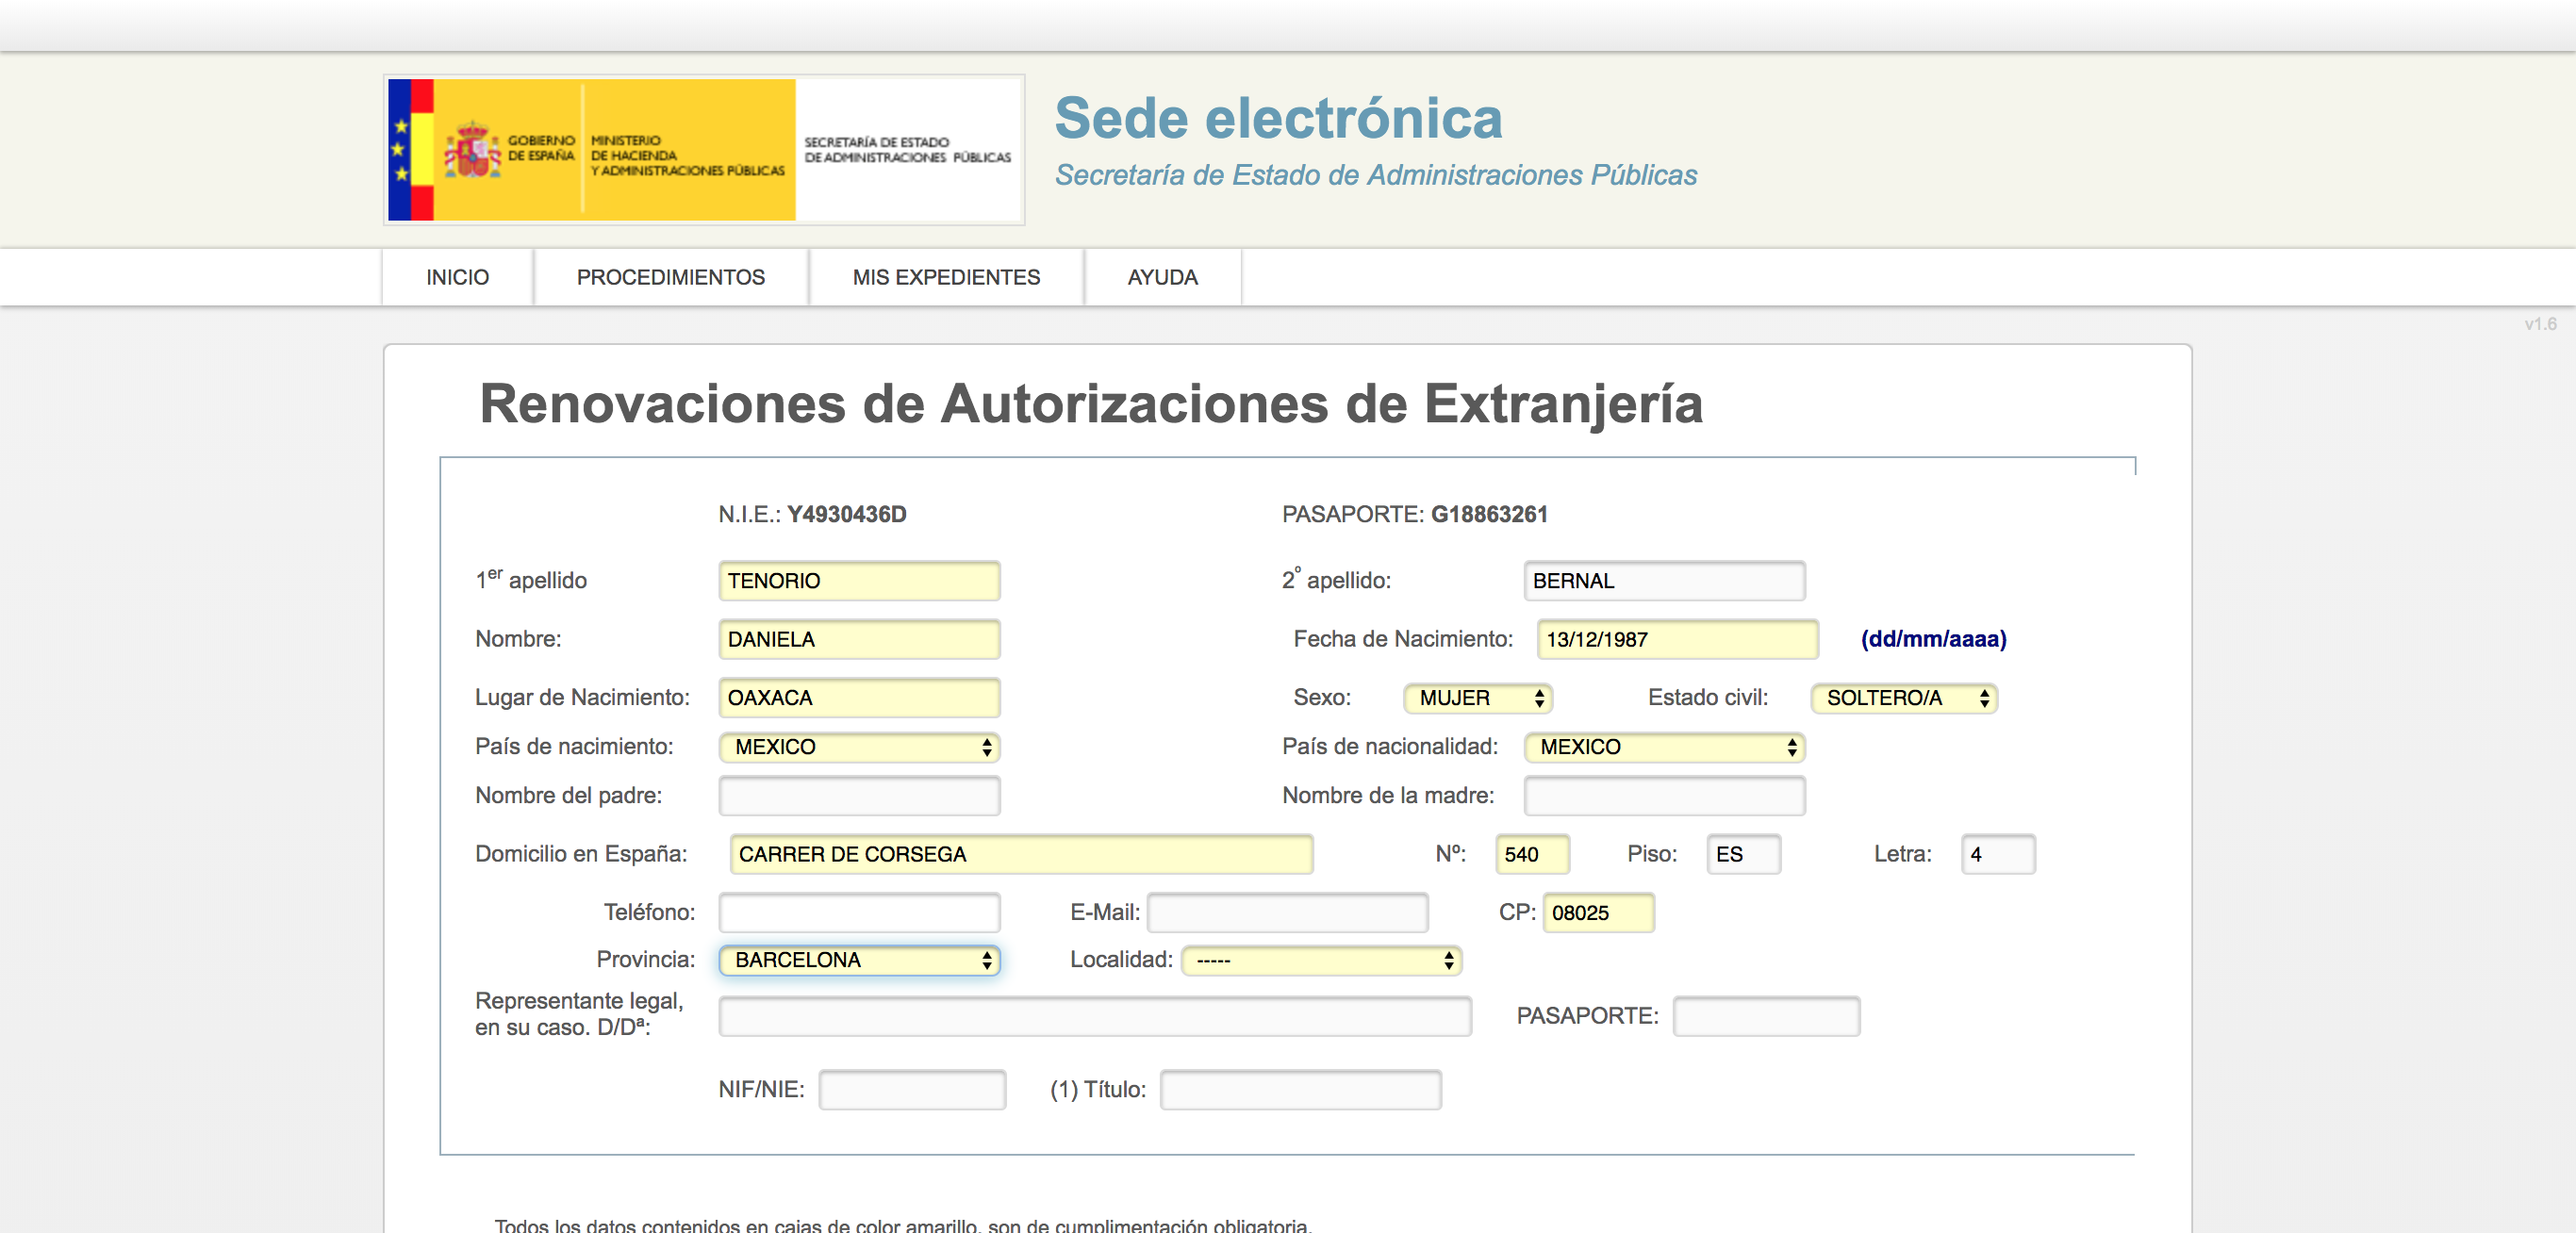 GOBIERNO
DE ESPAÑA
MINISTERIO
DE HACIENDA
Y ADMINISTRACIONES PÚBLICAS
SECRETARÍA DE ESTADO
DE ADMINISTRACIONES PÚBLICAS
Sede electrónica
Secretaría de Estado de Administraciones Públicas
INICIO PROCEDIMIENTOS MIS EXPEDIENTES AYUDA
v1.6
Renovaciones de Autorizaciones de Extranjería
N.I.E.: Y4930436D PASAPORTE: G18863261
1er apellido TENORIO 2º apellido: BERNAL
Nombre: DANIELA Fecha de Nacimiento: 13/12/1987 (dd/mm/aaaa)
Lugar de Nacimiento: OAXACA Sexo: MUJER Estado civil: SOLTERO/A
País de nacimiento: MEXICO País de nacionalidad: MEXICO
Nombre del padre: Nombre de la madre:
Domicilio en España: CARRER DE CORSEGA Nº: 540 Piso: ES Letra: 4
Teléfono: E-Mail: CP: 08025
Provincia: BARCELONA Localidad: -----
Representante legal,
en su caso. D/Dª: PASAPORTE:
NIF/NIE: (1) Título:
Todos los datos contenidos en cajas de color amarillo, son de cumplimentación obligatoria.